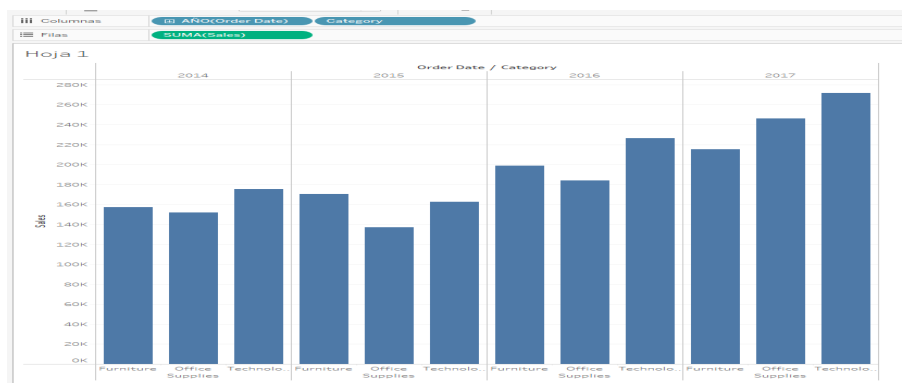 Columnas AÑO(Order Date) Category
Filas SUMA(Sales)
Hoja 1
Order Date / Category
2014 2015 2016 2017
280K
260K
240K
220K
200K
180K
160K
140K
120K
100K
80K
60K
40K
20K
0K
Sales
Furniture Office Technolo.. Furniture Office Technolo.. Furniture Office Technolo.. Furniture Office Technolo..
Supplies Supplies Supplies Supplies